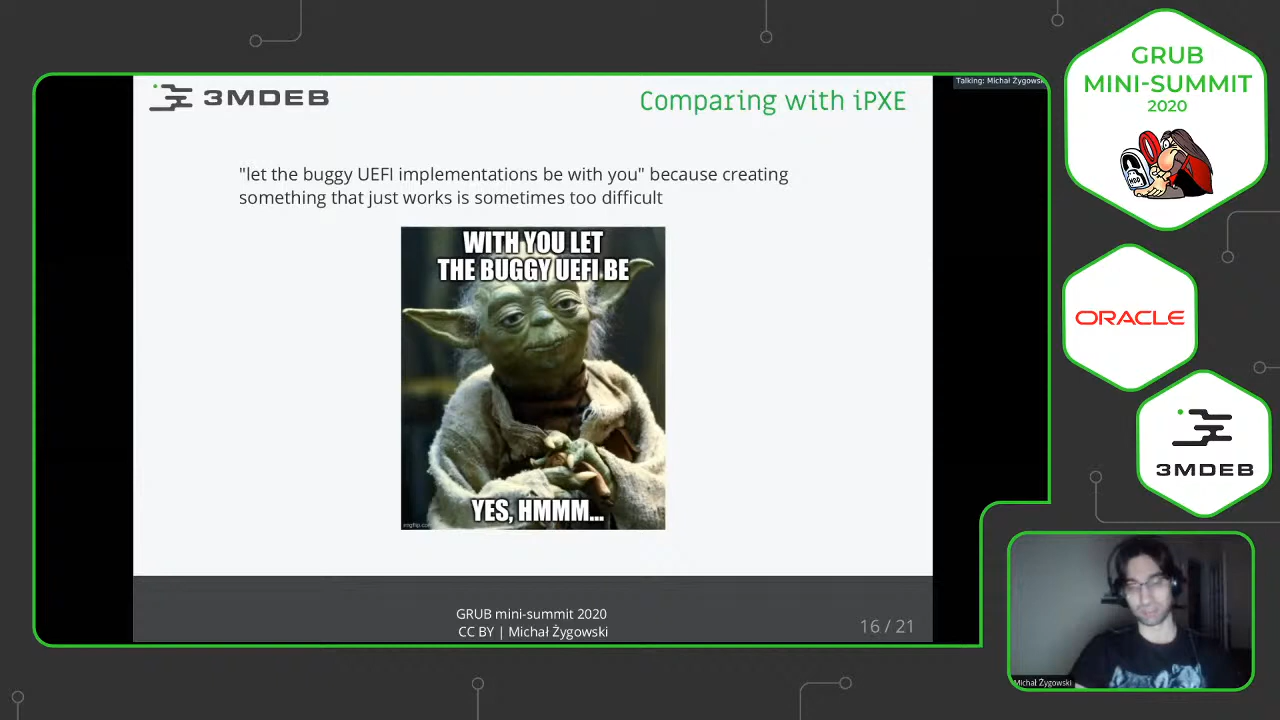 3MDEB
Comparing with iPXE
Talking: Michał Żygowski
"let the buggy UEFI implementations be with you" because creating
something that just works is sometimes too difficult
WITH YOU LET
THE BUGGY UEFI BE
YES, HMMM...
imgflip.com
GRUB mini-summit 2020
CC BY | Michał Żygowski
16 / 21
GRUB
MINI-SUMMIT
2020
ORACLE
3MDEB
Michał Żygowski